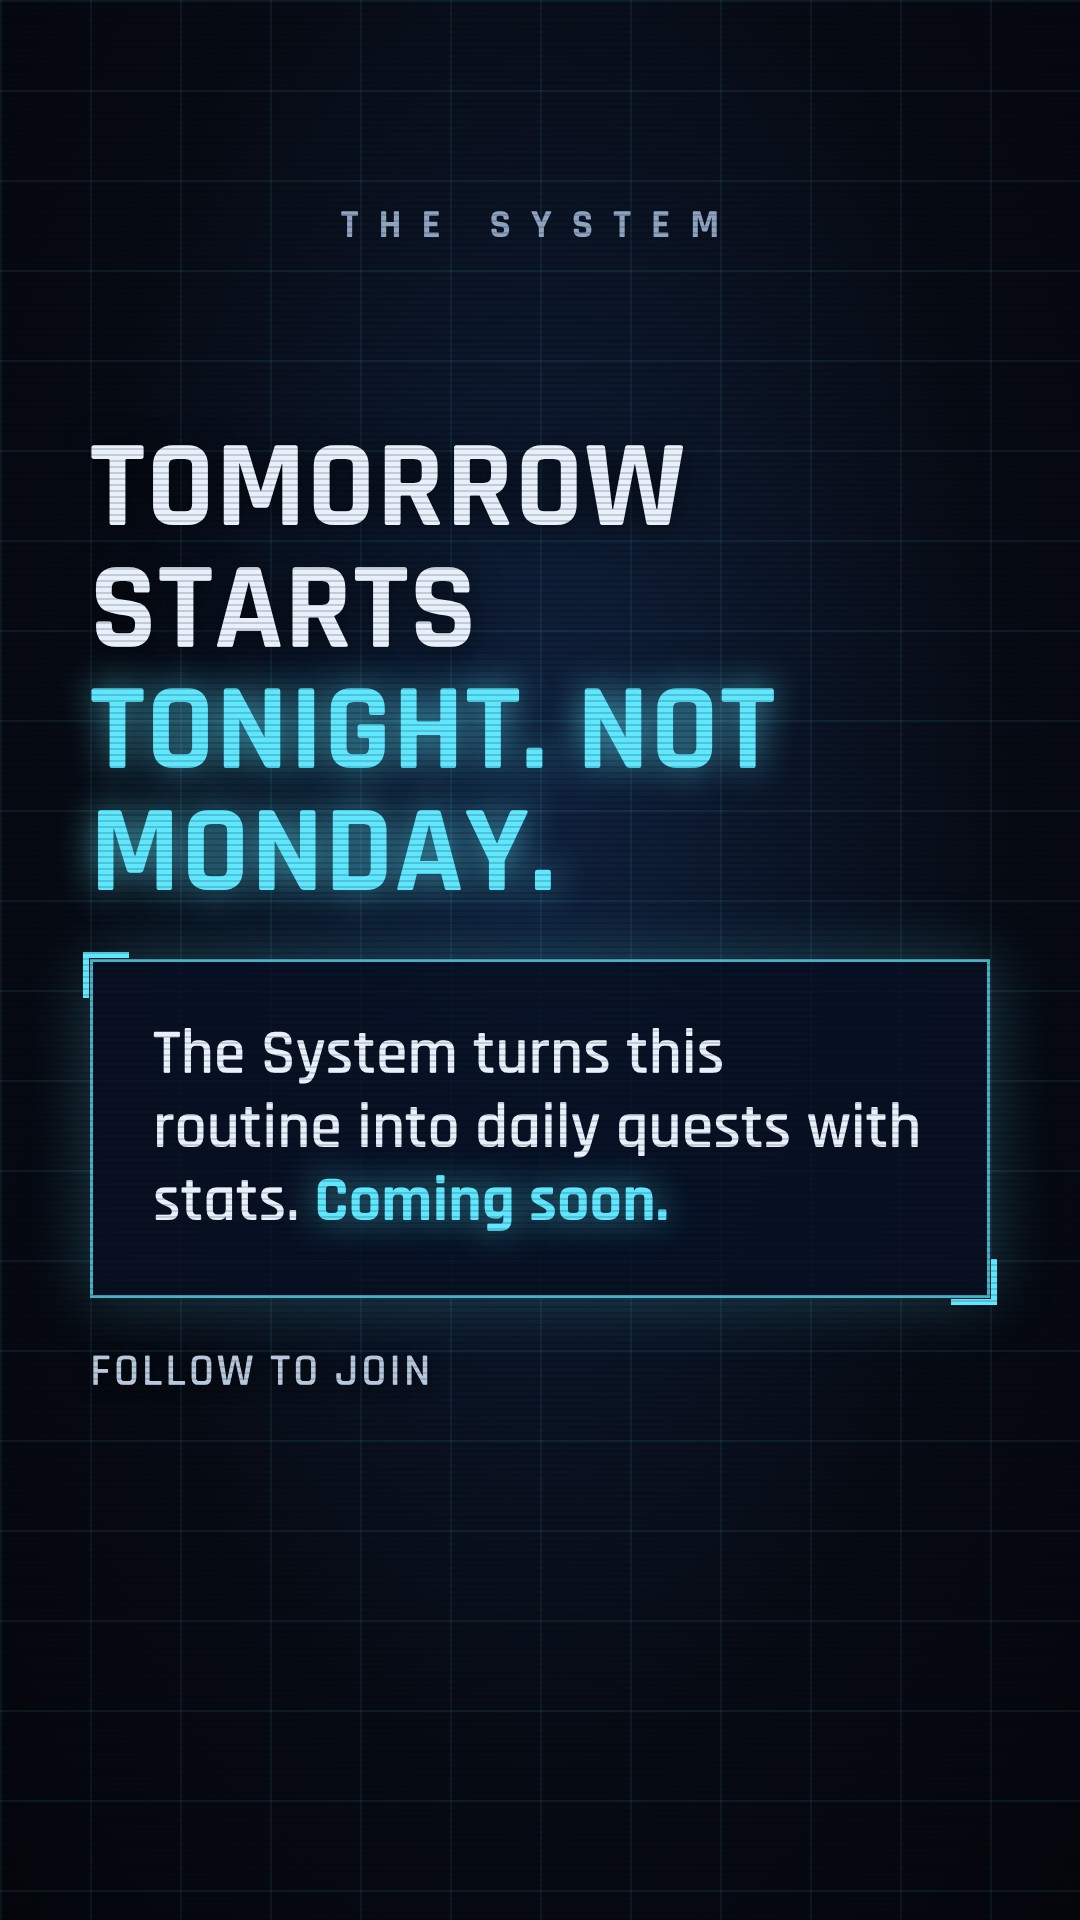 THE SYSTEM
TOMORROW
STARTS
TONIGHT. NOT
MONDAY.
The System turns this
routine into daily quests with
stats. Coming soon.
FOLLOW TO JOIN